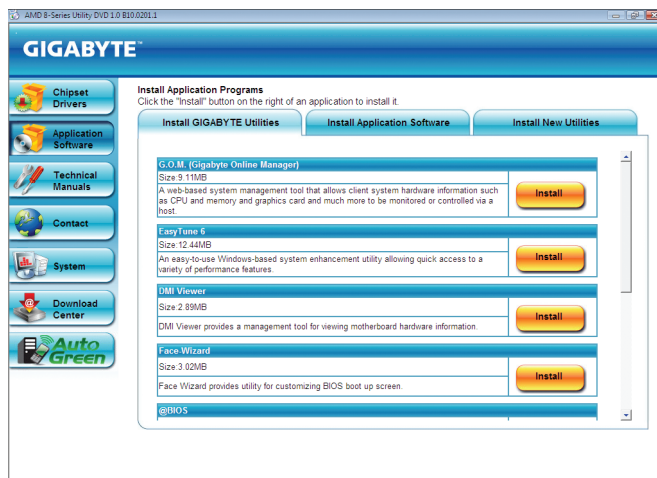 AMD 8-Series Utility DVD 1.0 B10.0201.1
GIGABYTE™
Chipset
Drivers
Application
Software
Technical
Manuals
Contact
System
Download
Center
Auto
Green
Install Application Programs
Click the "Install" button on the right of an application to install it.
Install GIGABYTE Utilities
Install Application Software
Install New Utilities
G.O.M. (Gigabyte Online Manager)
Size:9.11MB
A web-based system management tool that allows client system hardware information such
as CPU and memory and graphics card and much more to be monitored or controlled via a
host.
Install
EasyTune 6
Size:12.44MB
An easy-to-use Windows-based system enhancement utility allowing quick access to a
variety of performance features.
Install
DMI Viewer
Size:2.89MB
DMI Viewer provides a management tool for viewing motherboard hardware information.
Install
Face-Wizard
Size:3.02MB
Face Wizard provides utility for customizing BIOS boot up screen.
Install
@BIOS